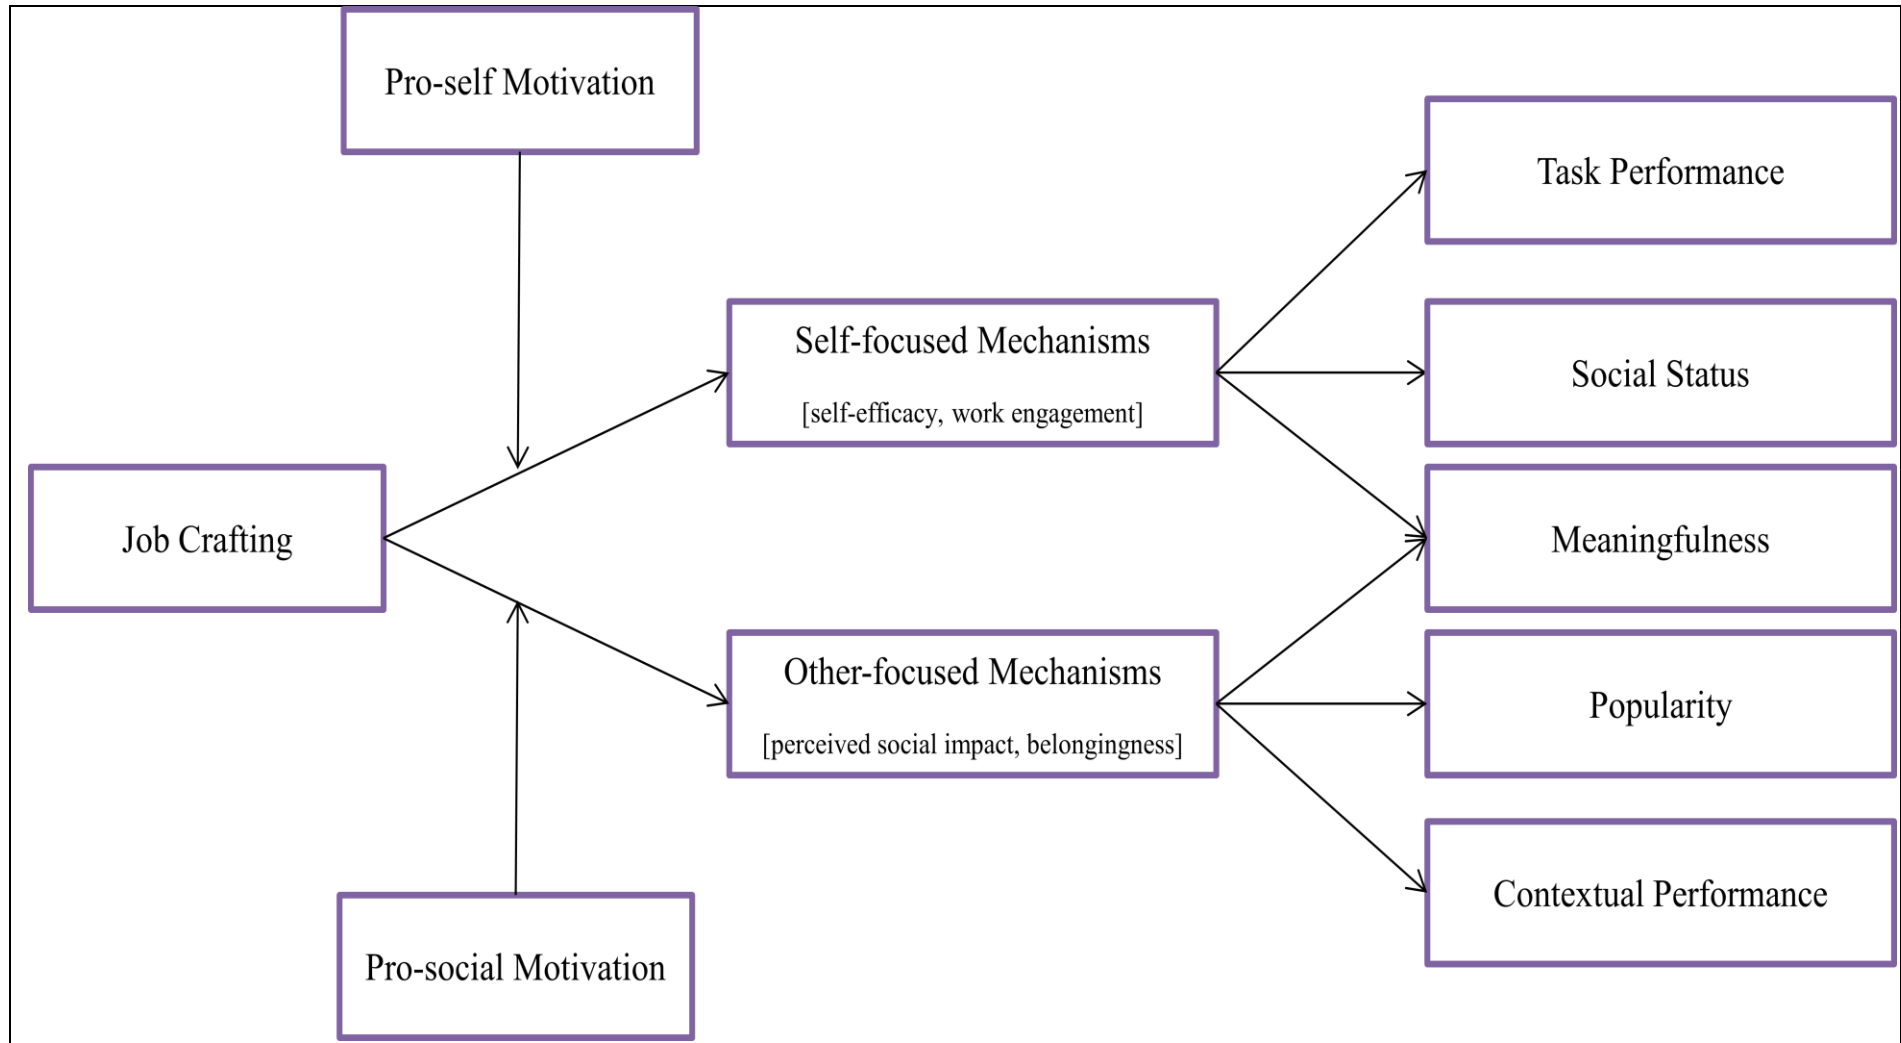 Pro-self Motivation
Task Performance
Self-focused Mechanisms
[self-efficacy, work engagement]
Social Status
Job Crafting
Meaningfulness
Other-focused Mechanisms
[perceived social impact, belongingness]
Popularity
Contextual Performance
Pro-social Motivation